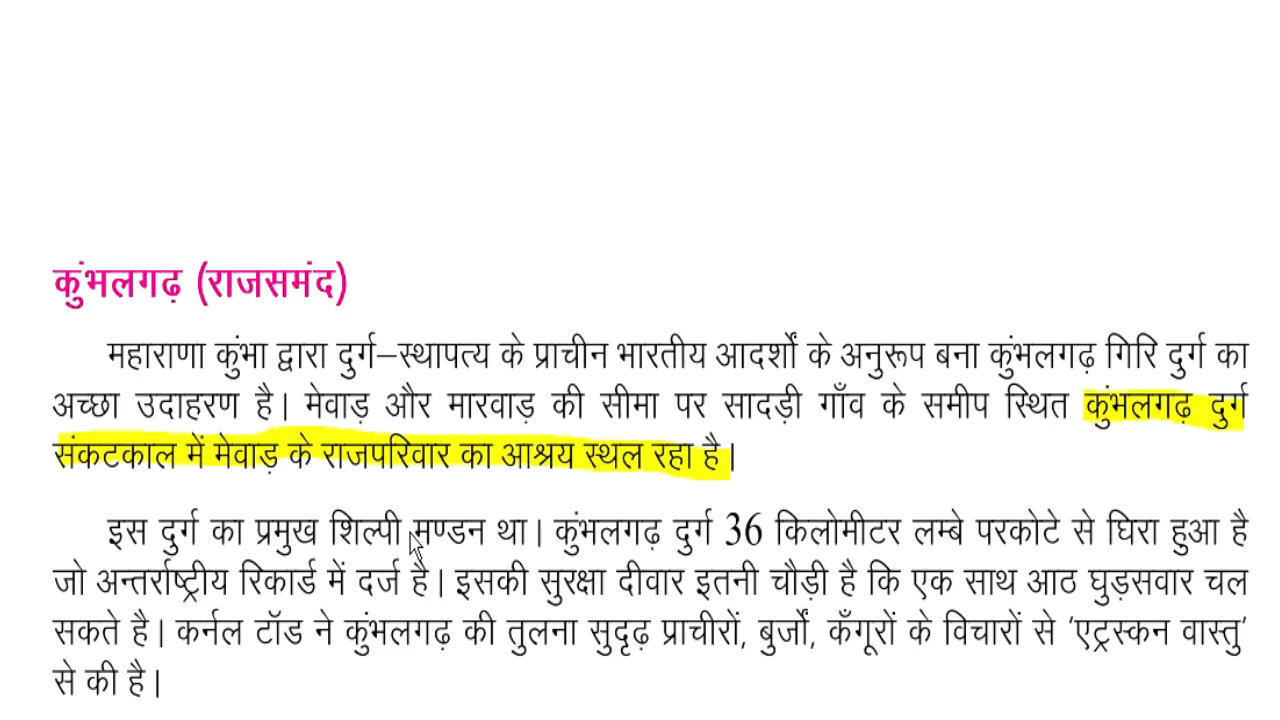 कुंभलगढ़ (राजसमंद)
महाराणा कुंभा द्वारा दुर्ग–स्थापत्य के प्राचीन भारतीय आदर्शों के अनुरूप बना कुंभलगढ़ गिरि दुर्ग का
अच्छा उदाहरण है। मेवाड़ और मारवाड़ की सीमा पर सादड़ी गाँव के समीप स्थित कुंभलगढ़ दुर्ग
संकटकाल में मेवाड़ के राजपरिवार का आश्रय स्थल रहा है।
इस दुर्ग का प्रमुख शिल्पी मण्डन था। कुंभलगढ़ दुर्ग 36 किलोमीटर लम्बे परकोटे से घिरा हुआ है
जो अन्तर्राष्ट्रीय रिकार्ड में दर्ज है। इसकी सुरक्षा दीवार इतनी चौड़ी है कि एक साथ आठ घुड़सवार चल
सकते है। कर्नल टॉड ने कुंभलगढ़ की तुलना सुदृढ़ प्राचीरों, बुर्जों, कँगूरों के विचारों से ‘एट्रस्कन वास्तु’
से की है।